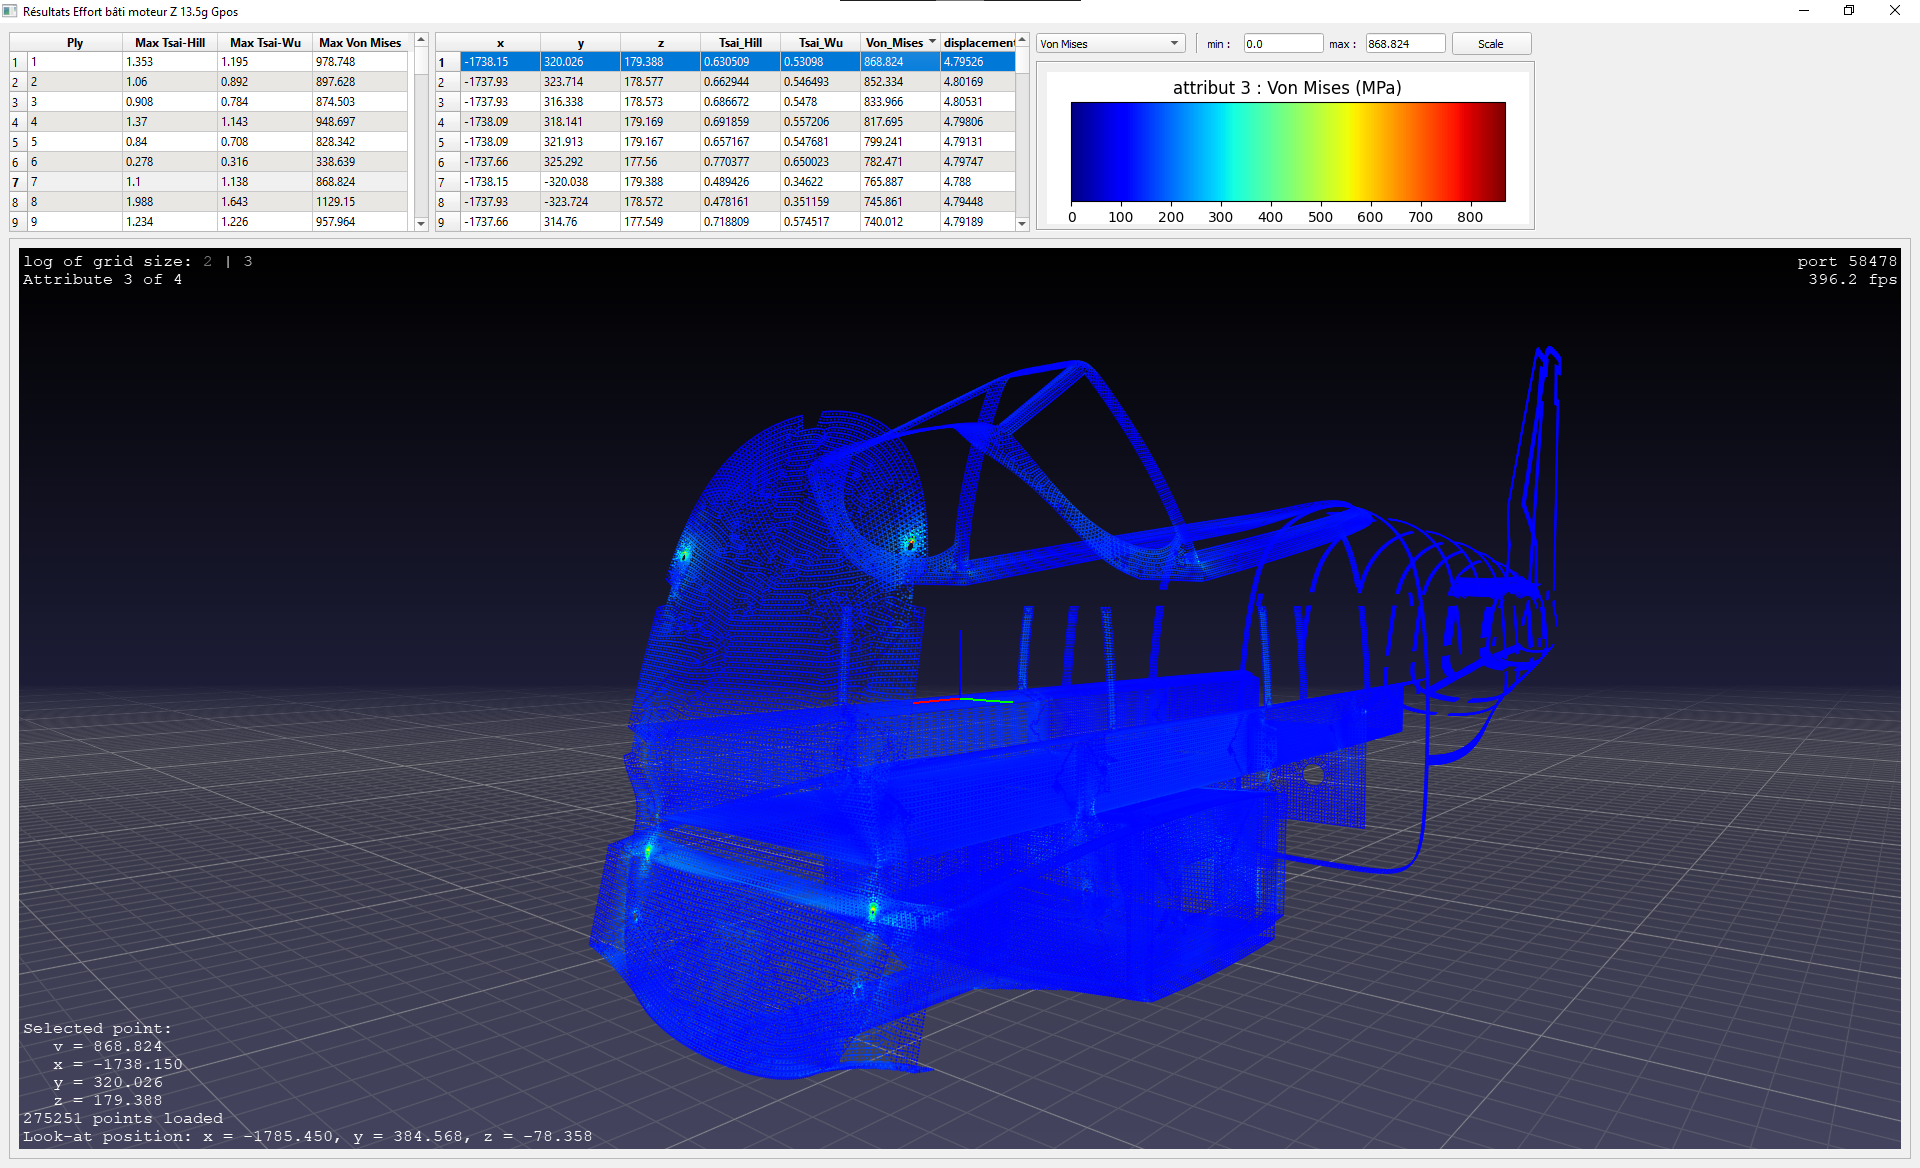 Résultats Effort bâti moteur Z 13.5g Gpos
Ply Max Tsai-Hill Max Tsai-Wu Max Von Mises
1 1 1.353 1.195 978.748
2 2 1.06 0.892 897.628
3 3 0.908 0.784 874.503
4 4 1.37 1.143 948.697
5 5 0.84 0.708 828.342
6 6 0.278 0.316 338.639
7 7 1.1 1.138 868.824
8 8 1.988 1.643 1129.15
9 9 1.234 1.226 957.964
x y z Tsai_Hill Tsai_Wu Von_Mises displacement
1 -1738.15 320.026 179.388 0.630509 0.53098 868.824 4.79526
2 -1737.93 323.714 178.577 0.662944 0.546493 852.334 4.80169
3 -1737.93 316.338 178.573 0.686672 0.5478 833.966 4.80531
4 -1738.09 318.141 179.169 0.691859 0.557206 817.695 4.79806
5 -1738.09 321.913 179.167 0.657167 0.547681 799.241 4.79131
6 -1737.66 325.292 177.56 0.770377 0.650023 782.471 4.79747
7 -1738.15 -320.038 179.388 0.489426 0.34622 765.887 4.788
8 -1737.93 -323.724 178.572 0.478161 0.351159 745.861 4.79448
9 -1737.66 314.76 177.549 0.718809 0.574517 740.012 4.79189
Von Mises min : 0.0 max : 868.824 Scale
attribut 3 : Von Mises (MPa)
0 100 200 300 400 500 600 700 800
log of grid size: 2 | 3
Attribute 3 of 4
port 58478
396.2 fps
Selected point:
v = 868.824
x = -1738.150
y = 320.026
z = 179.388
275251 points loaded
Look-at position: x = -1785.450, y = 384.568, z = -78.358